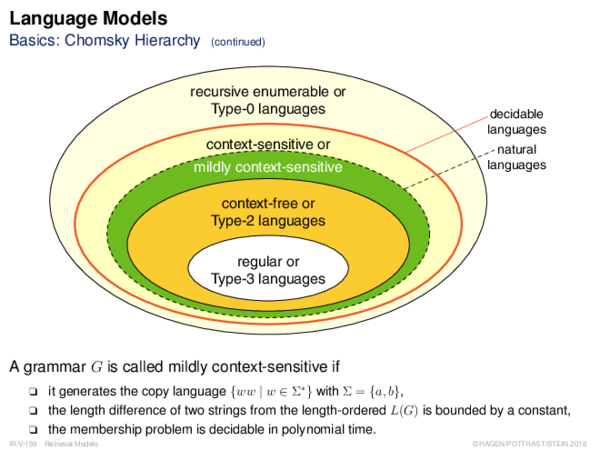 Language Models
Basics: Chomsky Hierarchy (continued)
recursive enumerable or
Type-0 languages
decidable
languages
context-sensitive or
natural
languages
mildly context-sensitive
context-free or
Type-2 languages
regular or
Type-3 languages
A grammar G is called mildly context-sensitive if
❑ it generates the copy language {ww | w ∈ Σ*} with Σ = {a, b},
❑ the length difference of two strings from the length-ordered L(G) is bounded by a constant,
❑ the membership problem is decidable in polynomial time.
IR:V-159 Retrieval Models ©HAGEN/POTTHAST/STEIN 2018